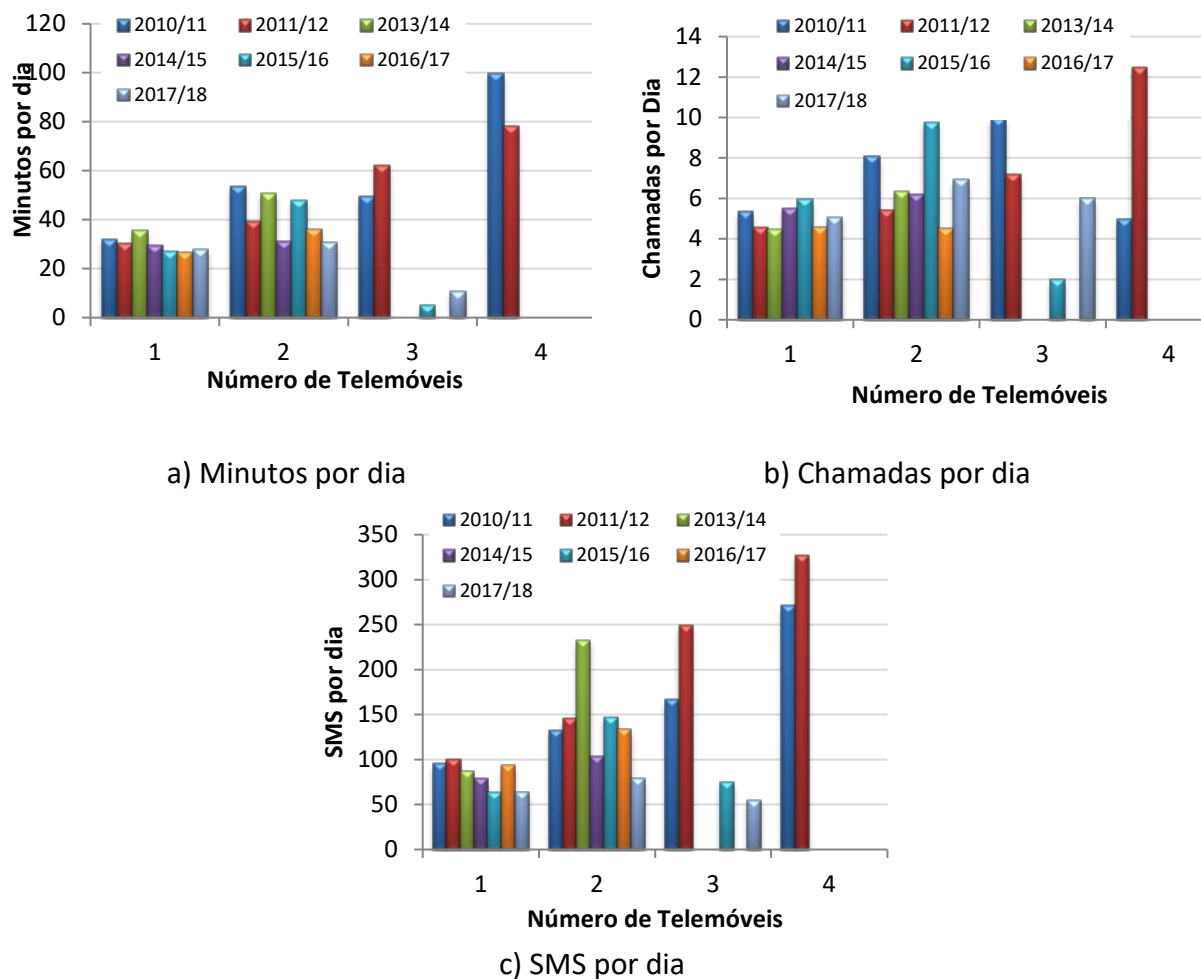 120
100
80
60
40
20
0
Minutos por dia
2010/11 2011/12 2013/14
2014/15 2015/16 2016/17
2017/18
1 2 3 4
Número de Telemóveis
a) Minutos por dia
14
12
10
8
6
4
2
0
Chamadas por Dia
2010/11 2011/12 2013/14
2014/15 2015/16 2016/17
2017/18
1 2 3 4
Número de Telemóveis
b) Chamadas por dia
350
300
250
200
150
100
50
0
SMS por dia
2010/11 2011/12 2013/14
2014/15 2015/16 2016/17
2017/18
1 2 3 4
Número de Telemóveis
c) SMS por dia